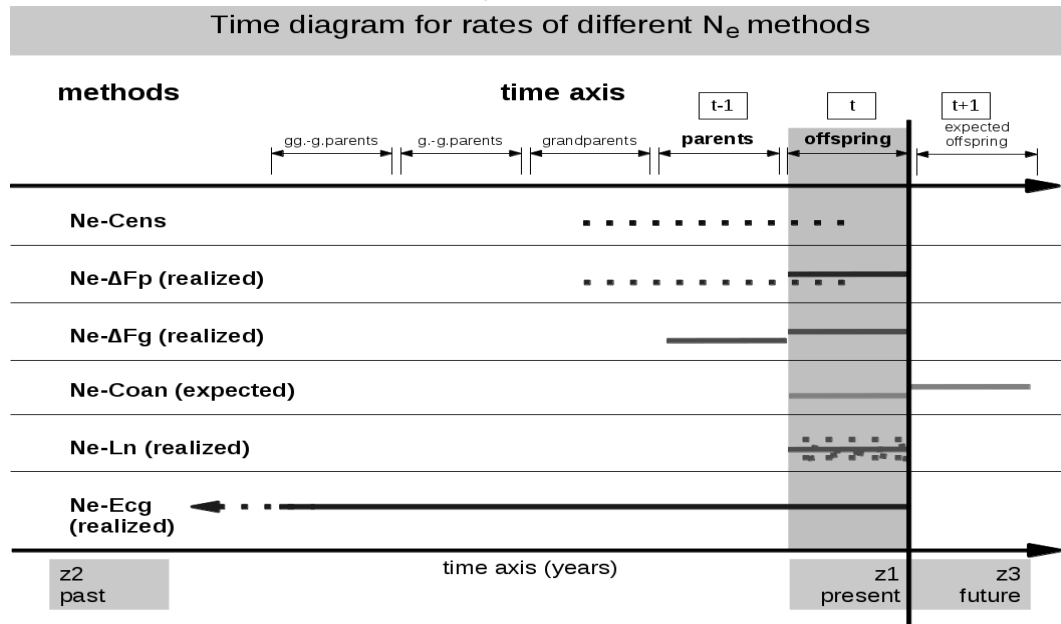 Time diagram for rates of different Ne methods
methods
time axis
t-1
t
t+1
gg.-g.parents
g.-g.parents
grandparents
parents
offspring
expected
offspring
Ne-Cens
Ne-ΔFp (realized)
Ne-ΔFg (realized)
Ne-Coan (expected)
Ne-Ln (realized)
Ne-Ecg
(realized)
time axis (years)
z2
past
z1
present
z3
future